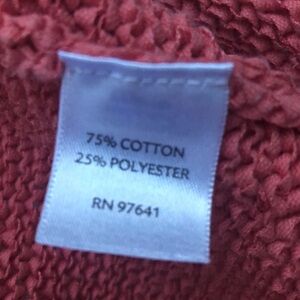 75% COTTON
25% POLYESTER
RN 97641